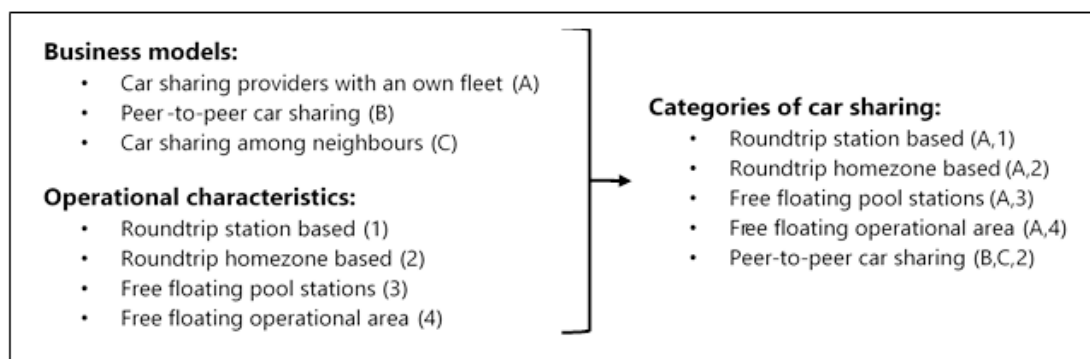 Business models:
• Car sharing providers with an own fleet (A)
• Peer-to-peer car sharing (B)
• Car sharing among neighbours (C)
Operational characteristics:
• Roundtrip station based (1)
• Roundtrip homezone based (2)
• Free floating pool stations (3)
• Free floating operational area (4)
Categories of car sharing:
• Roundtrip station based (A,1)
• Roundtrip homezone based (A,2)
• Free floating pool stations (A,3)
• Free floating operational area (A,4)
• Peer-to-peer car sharing (B,C,2)